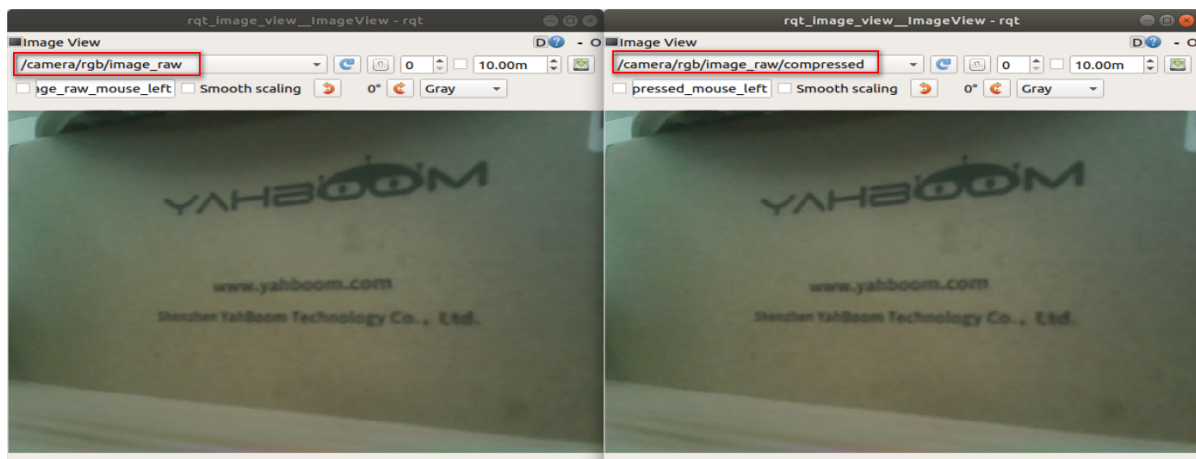 rqt_image_view__ImageView - rqt
Image View
D - O
/camera/rgb/image_raw
0
10.00m
age_raw_mouse_left
Smooth scaling
0°
Gray
YAHBOOM
www.yahboom.com
Shenzhen YahBoom Technology Co., Ltd.
rqt_image_view__ImageView - rqt
Image View
D - O
/camera/rgb/image_raw/compressed
0
10.00m
pressed_mouse_left
Smooth scaling
0°
Gray
YAHBOOM
www.yahboom.com
Shenzhen YahBoom Technology Co., Ltd.